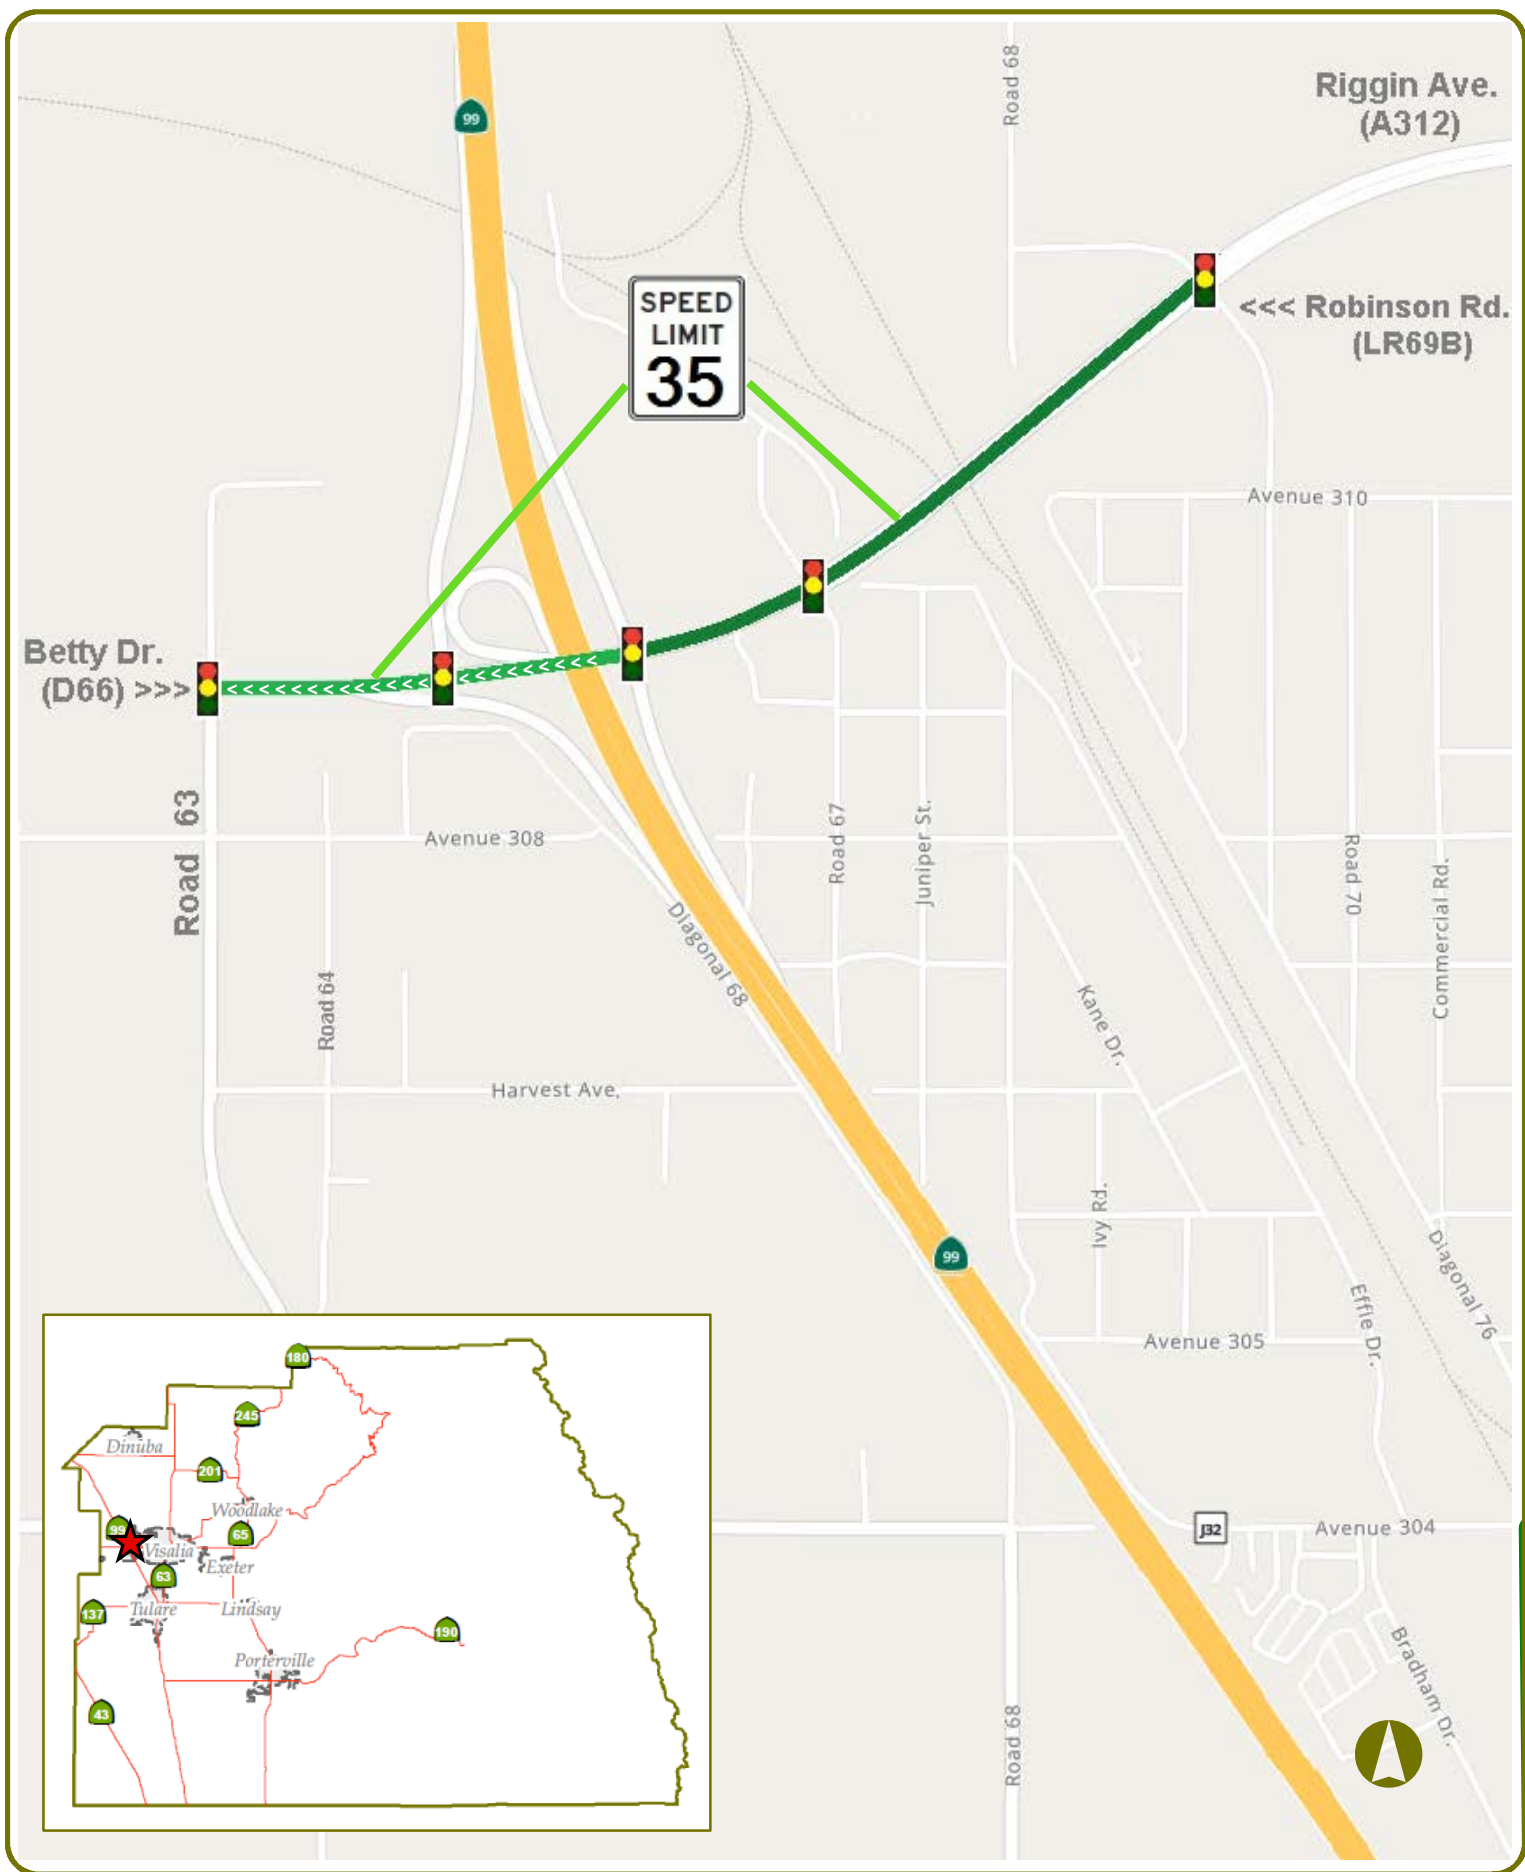 99
Road 68
Riggin Ave.
(A312)
SPEED
LIMIT
35
<<< Robinson Rd.
(LR69B)
Avenue 310
Betty Dr.
(D66) >>>
<<<<<<<<<<<<
<<<<
<<<<<<<<
Road 63
Avenue 308
Road 67
Juniper St.
Road 70
Commercial Rd.
Diagonal 68
Road 64
Kane Dr.
Harvest Ave,
Ivy Rd.
99
Diagonal 76
Effie Dr.
Avenue 305
J32
Avenue 304
Bradham Dr.
Road 68
180
245
Dinuba
201
Woodlake
99
65
Visalia
Exeter
63
137
Tulare
Lindsay
190
Porterville
43